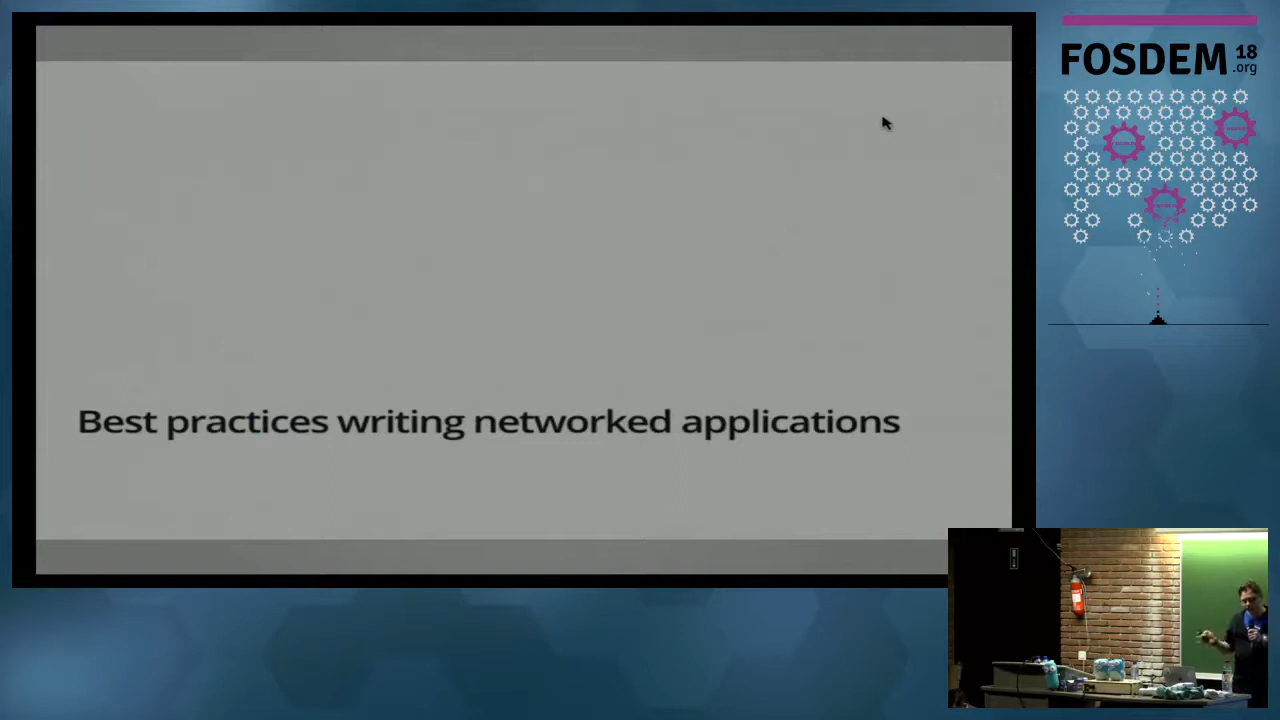 FOSDEM 18
.org
Best practices writing networked applications